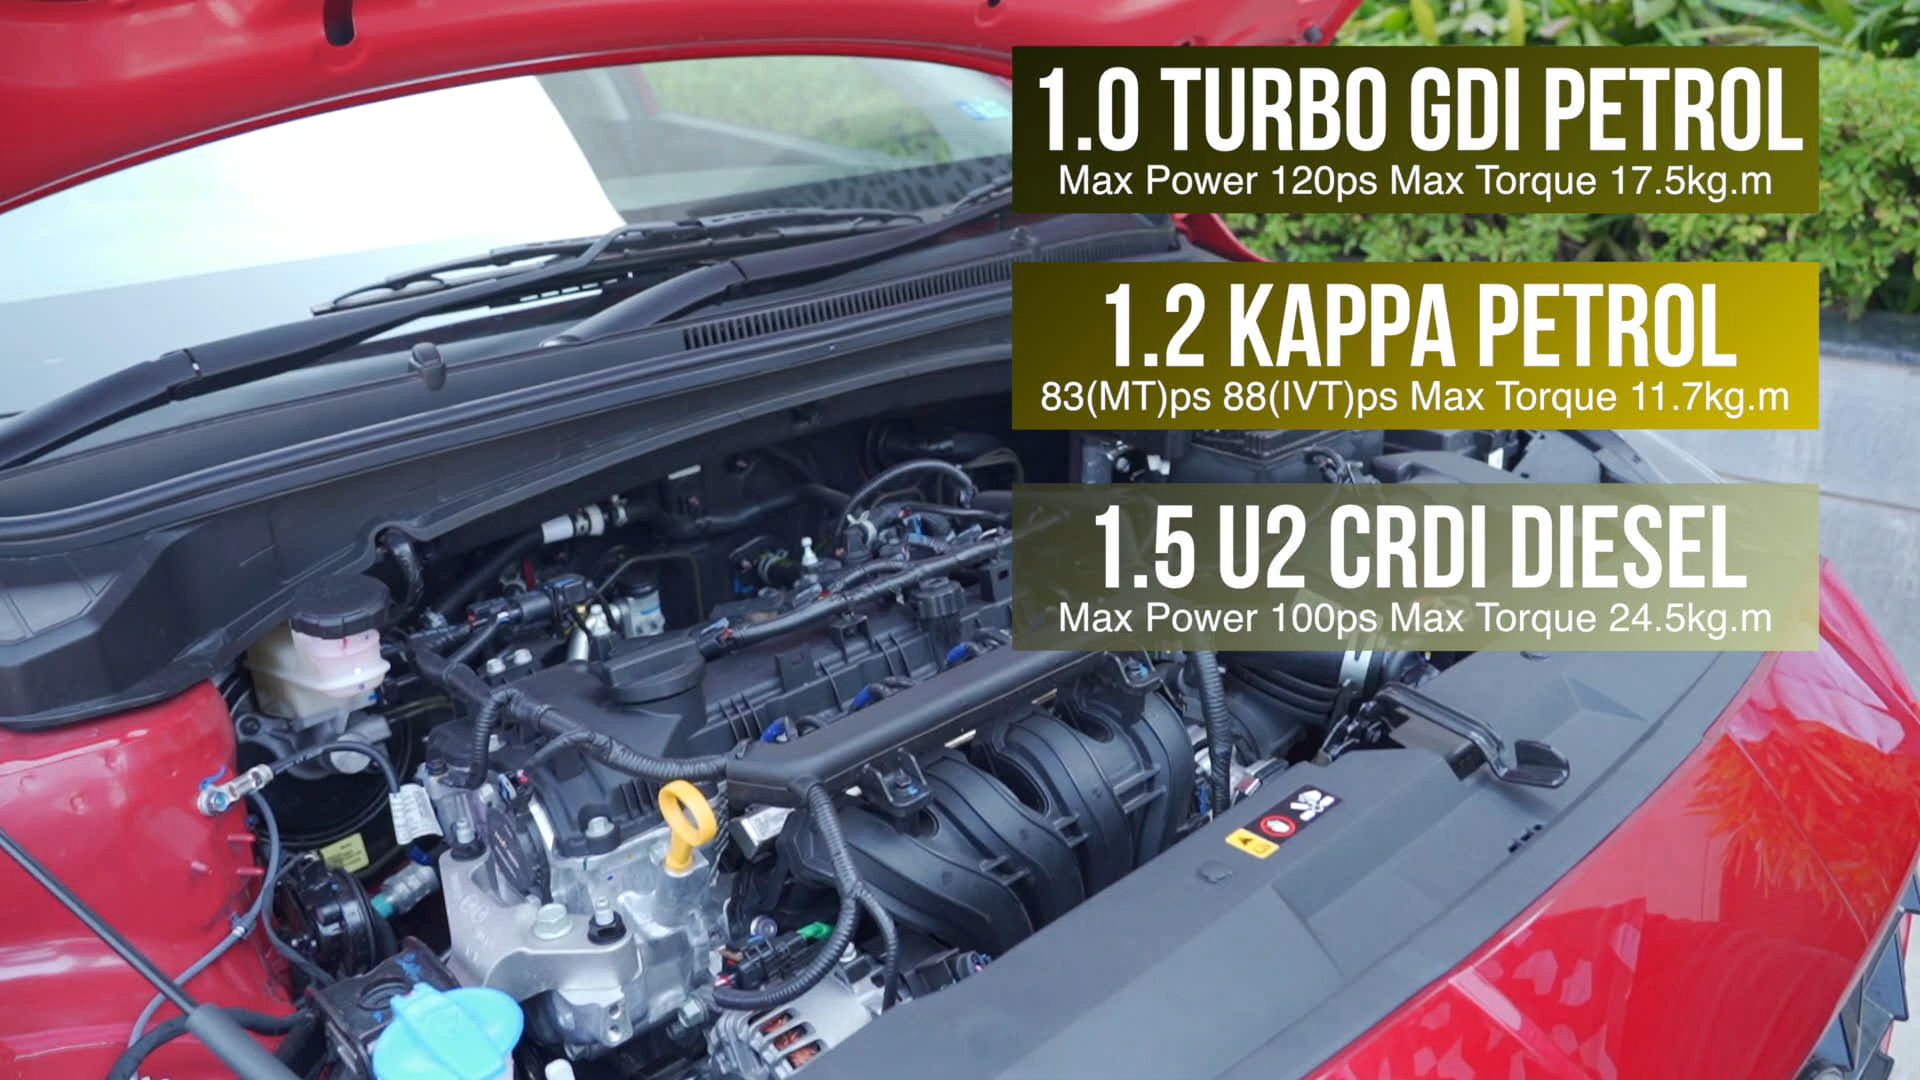 1.0 TURBO GDI PETROL
Max Power 120ps Max Torque 17.5kg.m
1.2 KAPPA PETROL
83(MT)ps 88(IVT)ps Max Torque 11.7kg.m
1.5 U2 CRDI DIESEL
Max Power 100ps Max Torque 24.5kg.m